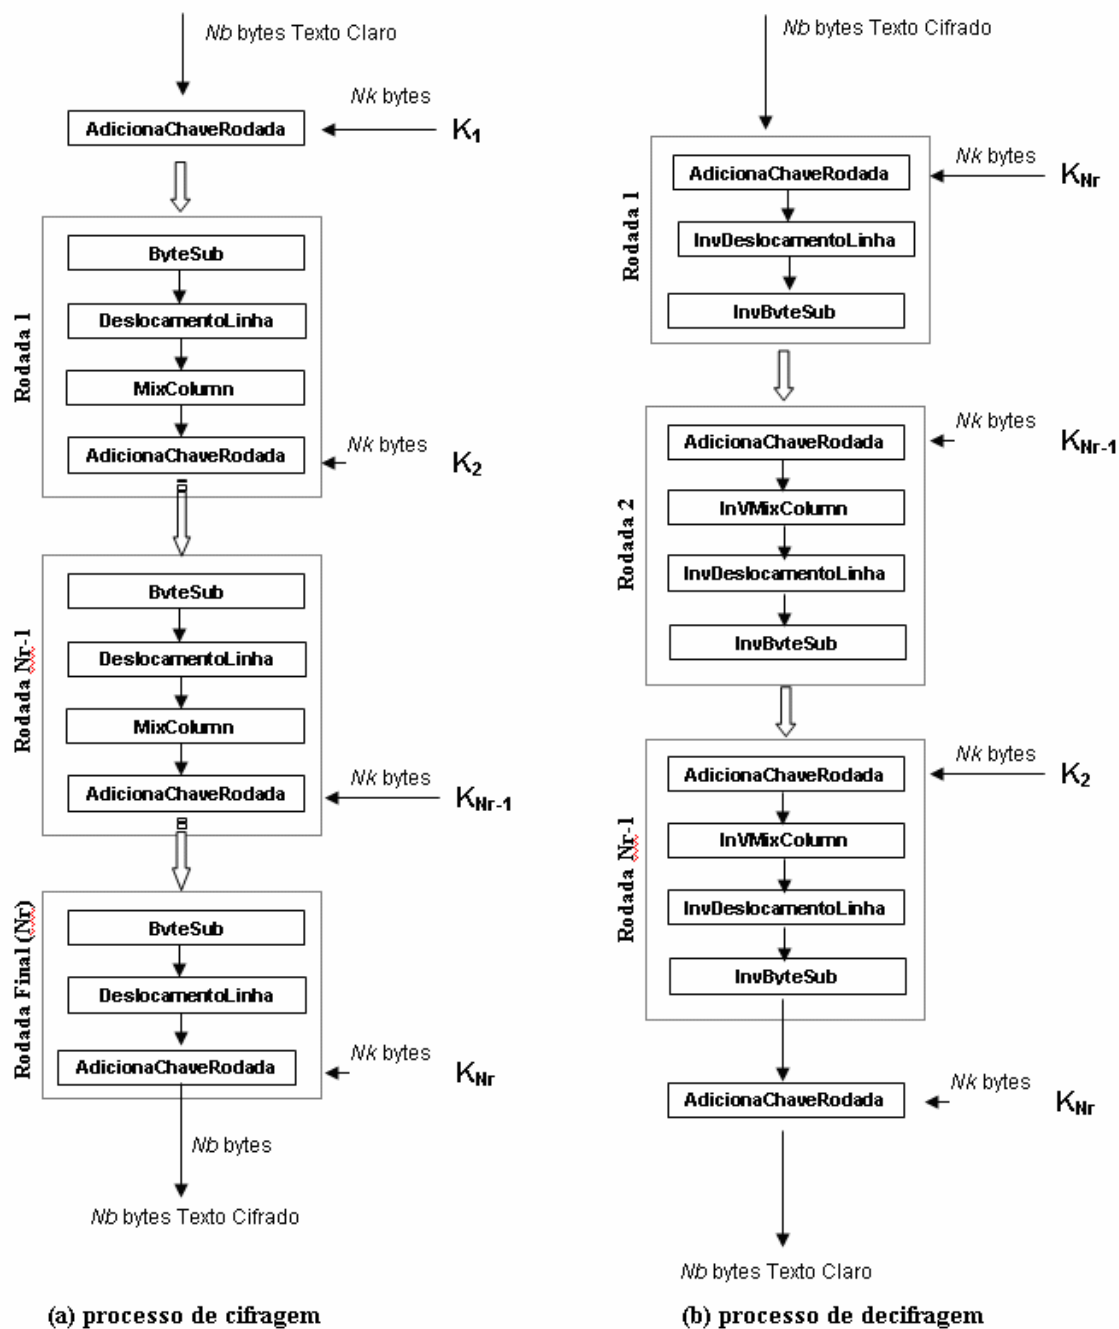 Nb bytes Texto Claro
Nk bytes
AdicionaChaveRodada
K1
Rodada 1
ByteSub
DeslocamentoLinha
MixColumn
AdicionaChaveRodada
Nk bytes
K2
Rodada Nr-1
ByteSub
DeslocamentoLinha
MixColumn
AdicionaChaveRodada
Nk bytes
KNr-1
Rodada Final (Nr)
ByteSub
DeslocamentoLinha
AdicionaChaveRodada
Nk bytes
KNr
Nb bytes
Nb bytes Texto Cifrado
(a) processo de cifragem
Nb bytes Texto Cifrado
Rodada 1
AdicionaChaveRodada
Nk bytes
KNr
InvDeslocamentoLinha
InvByteSub
Rodada 2
AdicionaChaveRodada
Nk bytes
KNr-1
InVMixColumn
InvDeslocamentoLinha
InvByteSub
Rodada Nr-1
AdicionaChaveRodada
Nk bytes
K2
InVMixColumn
InvDeslocamentoLinha
InvByteSub
AdicionaChaveRodada
Nk bytes
KNr
Nb bytes Texto Claro
(b) processo de decifragem